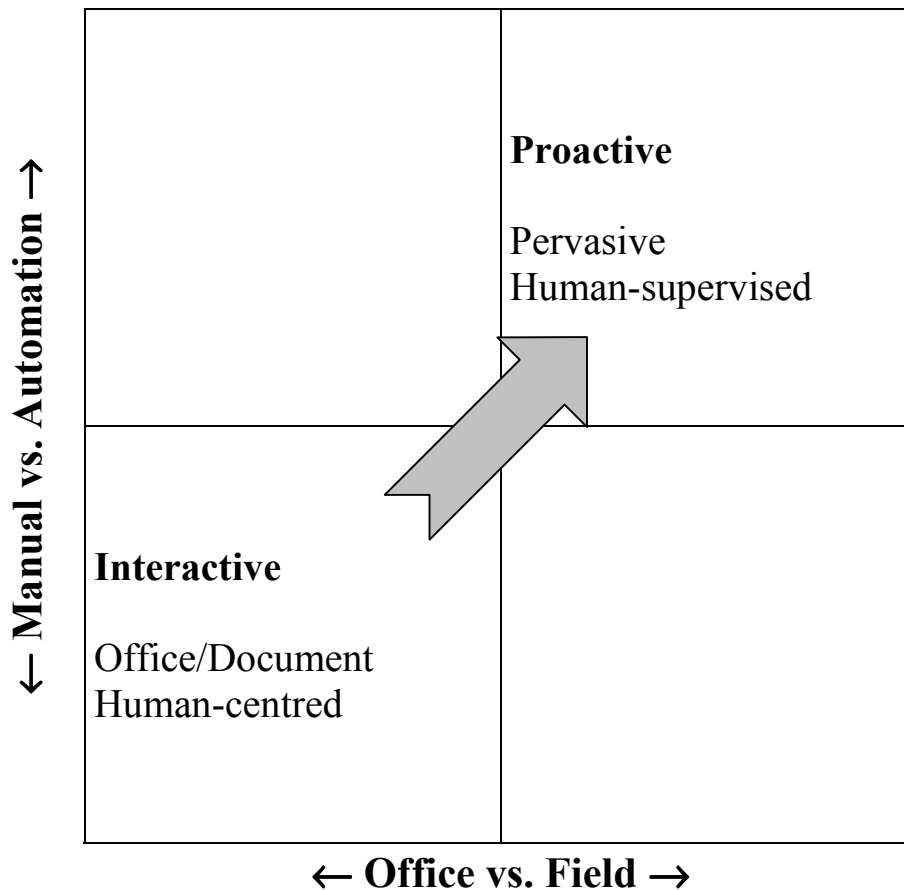 Proactive
Pervasive
Human-supervised
← Manual vs. Automation →
Interactive
Office/Document
Human-centred
← Office vs. Field →